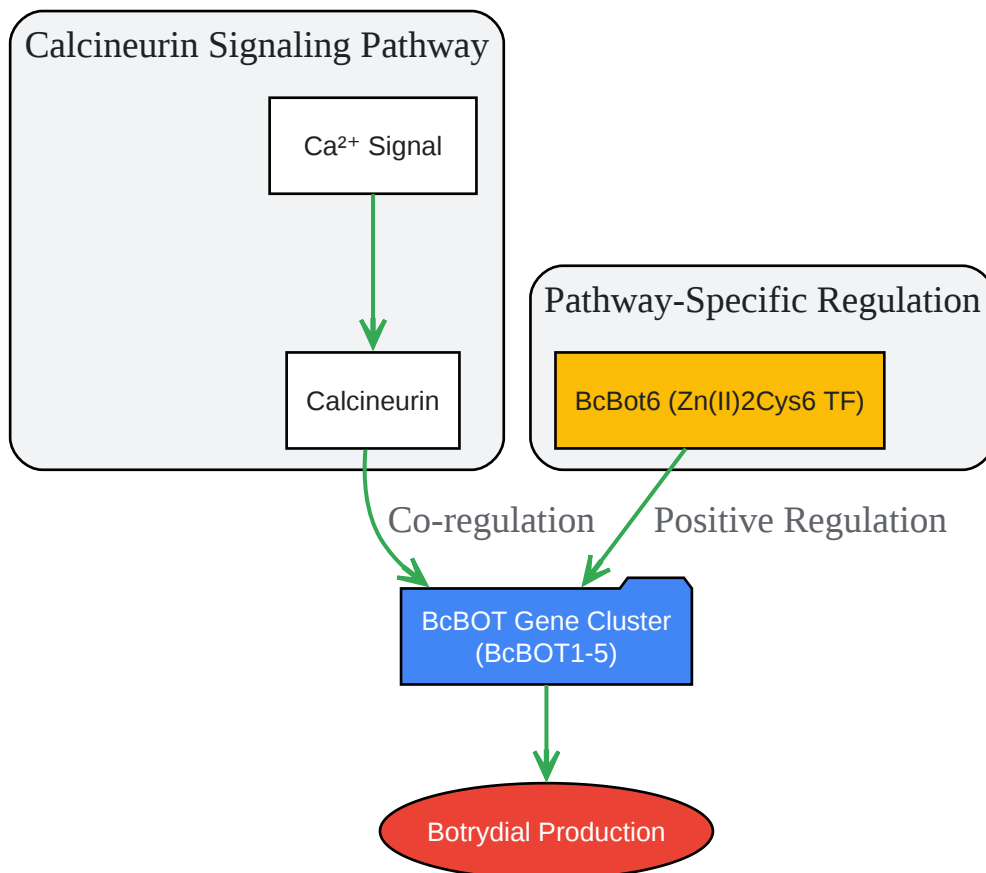 Calcineurin Signaling Pathway
Ca²⁺ Signal
Pathway-Specific Regulation
Calcineurin
BcBot6 (Zn(II)2Cys6 TF)
Co-regulation
Positive Regulation
BcBOT Gene Cluster
(BcBOT1-5)
Botrydial Production